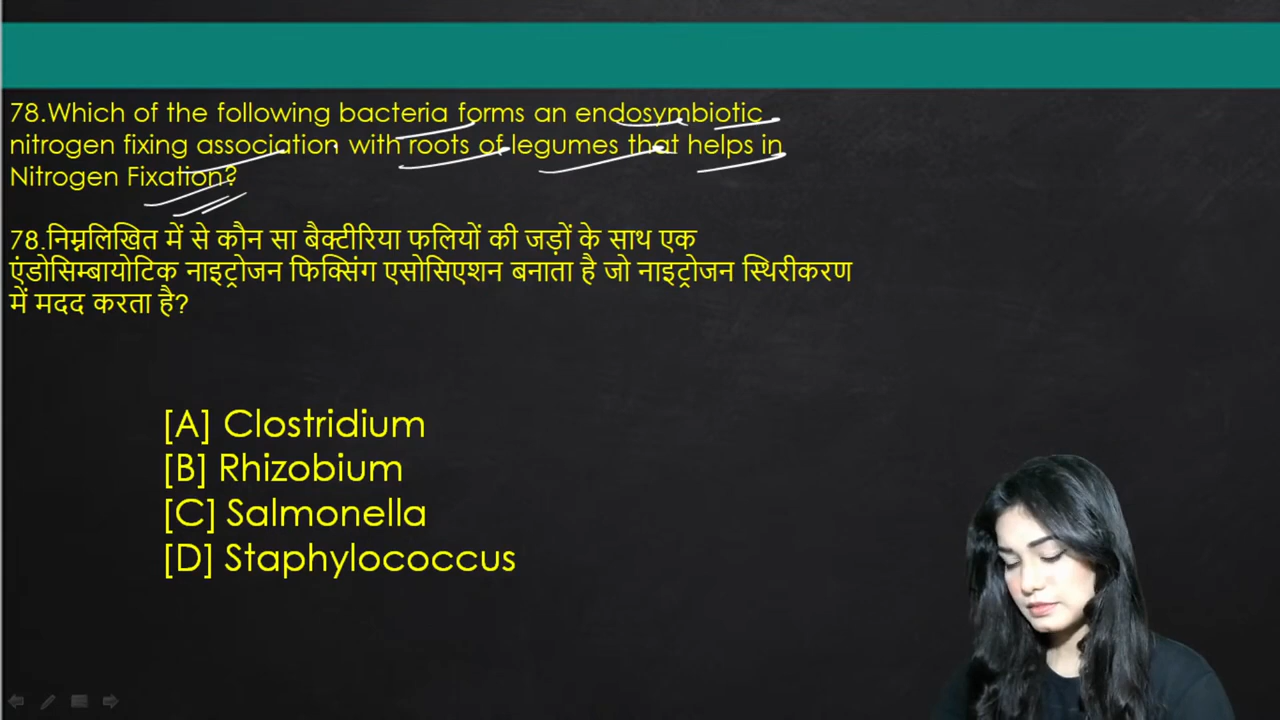 78.Which of the following bacteria forms an endosymbiotic
nitrogen fixing association with roots of legumes that helps in
Nitrogen Fixation?
78.निम्नलिखित में से कौन सा बैक्टीरिया फलियों की जड़ों के साथ एक
एंडोसिम्बायोटिक नाइट्रोजन फिक्सिंग एसोसिएशन बनाता है जो नाइट्रोजन स्थिरीकरण
में मदद करता है?
[A] Clostridium
[B] Rhizobium
[C] Salmonella
[D] Staphylococcus